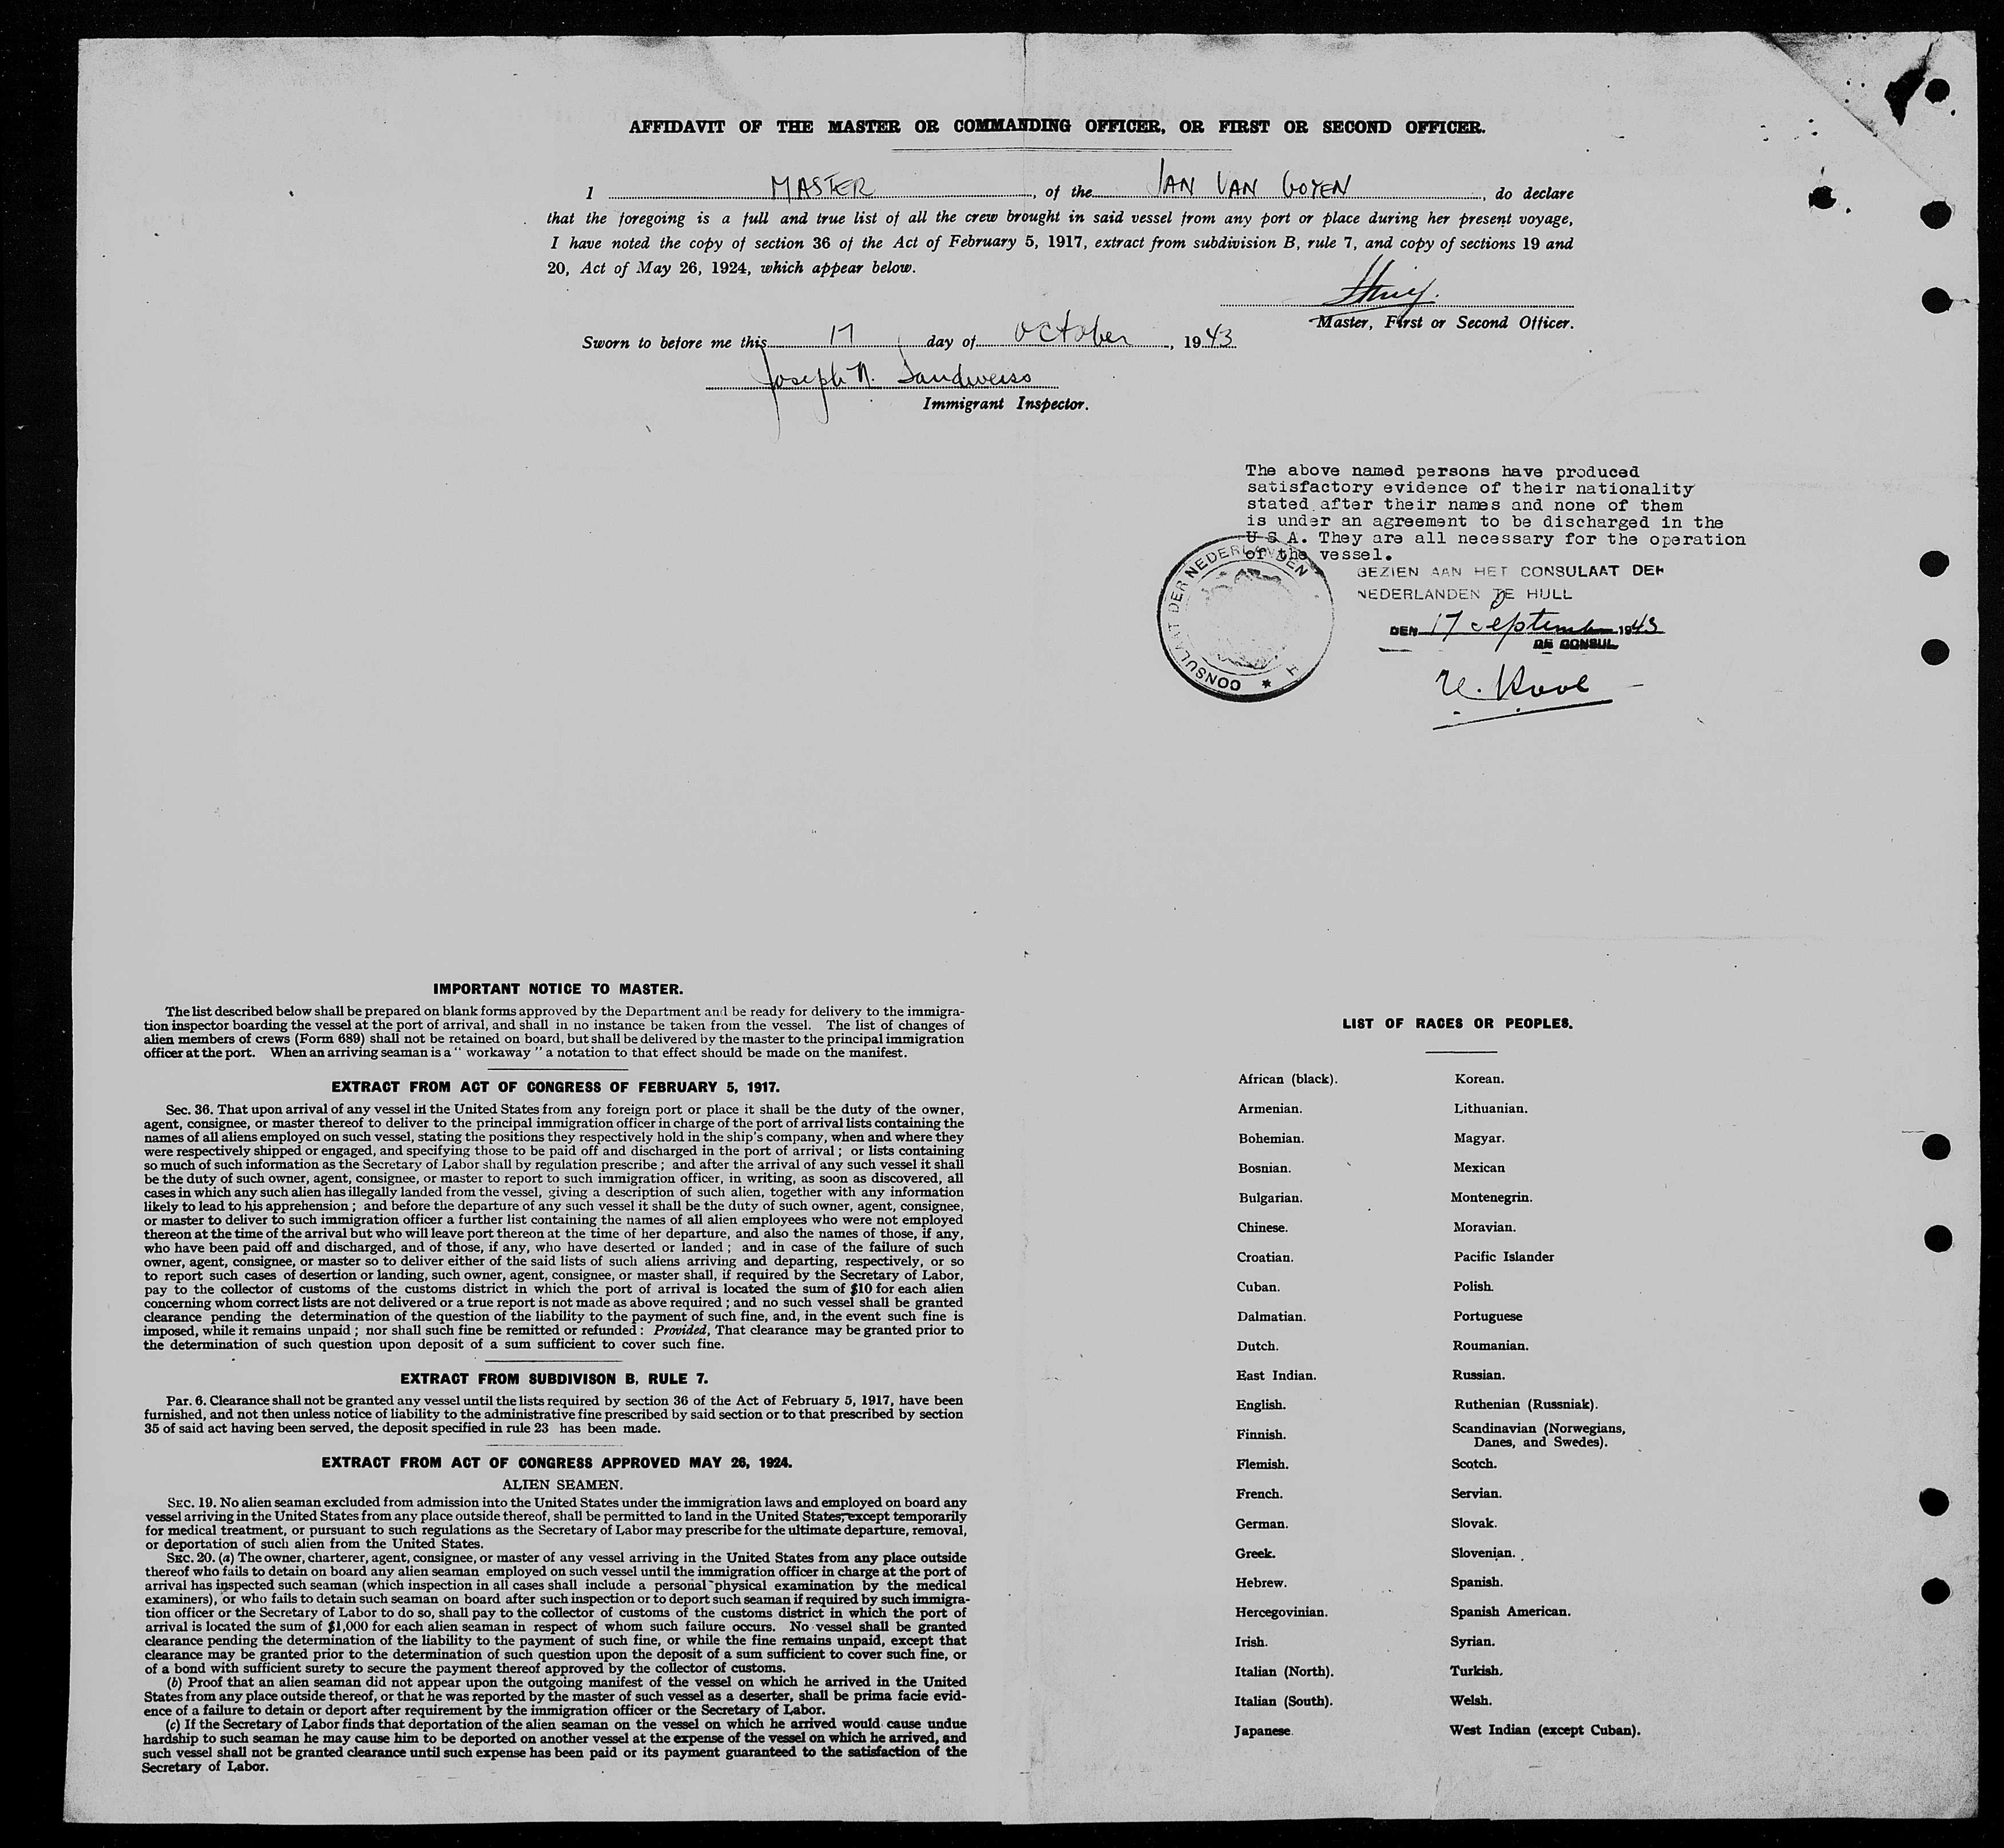 AFFIDAVIT OF THE MASTER OR COMMANDING OFFICER, OR FIRST OR SECOND OFFICER.
I MASTER, of the JAN VAN GOYEN, do declare
that the foregoing is a full and true list of all the crew brought in said vessel from any port or place during her present voyage,
I have noted the copy of section 36 of the Act of February 5, 1917, extract from subdivision B, rule 7, and copy of sections 19 and
20, Act of May 26, 1924, which appear below.
Master, First or Second Officer.
Sworn to before me this 17 day of October, 1943
Joseph N. Sandweiss
Immigrant Inspector.
The above named persons have produced
satisfactory evidence of their nationality
stated after their names and none of them
is under an agreement to be discharged in the
U S A. They are all necessary for the operation
of the vessel.
CONSULAAT DER NEDERLANDEN
GEZIEN AAN HET CONSULAAT DER
NEDERLANDEN TE HULL
DEN 17 September 1943
DE CONSUL
IMPORTANT NOTICE TO MASTER.
The list described below shall be prepared on blank forms approved by the Department and be ready for delivery to the immigra-
tion inspector boarding the vessel at the port of arrival, and shall in no instance be taken from the vessel. The list of changes of
alien members of crews (Form 689) shall not be retained on board, but shall be delivered by the master to the principal immigration
officer at the port. When an arriving seaman is a " workaway " a notation to that effect should be made on the manifest.
EXTRACT FROM ACT OF CONGRESS OF FEBRUARY 5, 1917.
Sec. 36. That upon arrival of any vessel in the United States from any foreign port or place it shall be the duty of the owner,
agent, consignee, or master thereof to deliver to the principal immigration officer in charge of the port of arrival lists containing the
names of all aliens employed on such vessel, stating the positions they respectively hold in the ship's company, when and where they
were respectively shipped or engaged, and specifying those to be paid off and discharged in the port of arrival ; or lists containing
so much of such information as the Secretary of Labor shall by regulation prescribe ; and after the arrival of any such vessel it shall
be the duty of such owner, agent, consignee, or master to report to such immigration officer, in writing, as soon as discovered, all
cases in which any such alien has illegally landed from the vessel, giving a description of such alien, together with any information
likely to lead to his apprehension ; and before the departure of any such vessel it shall be the duty of such owner, agent, consignee,
or master to deliver to such immigration officer a further list containing the names of all alien employees who were not employed
thereon at the time of the arrival but who will leave port thereon at the time of her departure, and also the names of those, if any,
who have been paid off and discharged, and of those, if any, who have deserted or landed ; and in case of the failure of such
owner, agent, consignee, or master so to deliver either of the said lists of such aliens arriving and departing, respectively, or so
to report such cases of desertion or landing, such owner, agent, consignee, or master shall, if required by the Secretary of Labor,
pay to the collector of customs of the customs district in which the port of arrival is located the sum of $10 for each alien
concerning whom correct lists are not delivered or a true report is not made as above required ; and no such vessel shall be granted
clearance pending the determination of the question of the liability to the payment of such fine, and, in the event such fine is
imposed, while it remains unpaid ; nor shall such fine be remitted or refunded : Provided, That clearance may be granted prior to
the determination of such question upon deposit of a sum sufficient to cover such fine.
EXTRACT FROM SUBDIVISON B, RULE 7.
Par. 6. Clearance shall not be granted any vessel until the lists required by section 36 of the Act of February 5, 1917, have been
furnished, and not then unless notice of liability to the administrative fine prescribed by said section or to that prescribed by section
35 of said act having been served, the deposit specified in rule 23 has been made.
EXTRACT FROM ACT OF CONGRESS APPROVED MAY 26, 1924.
ALIEN SEAMEN.
SEC. 19. No alien seaman excluded from admission into the United States under the immigration laws and employed on board any
vessel arriving in the United States from any place outside thereof, shall be permitted to land in the United States, except temporarily
for medical treatment, or pursuant to such regulations as the Secretary of Labor may prescribe for the ultimate departure, removal,
or deportation of such alien from the United States.
SEC. 20. (a) The owner, charterer, agent, consignee, or master of any vessel arriving in the United States from any place outside
thereof who fails to detain on board any alien seaman employed on such vessel until the immigration officer in charge at the port of
arrival has inspected such seaman (which inspection in all cases shall include a personal physical examination by the medical
examiners), or who fails to detain such seaman on board after such inspection or to deport such seaman if required by such immigra-
tion officer or the Secretary of Labor to do so, shall pay to the collector of customs of the customs district in which the port of
arrival is located the sum of $1,000 for each alien seaman in respect of whom such failure occurs. No vessel shall be granted
clearance pending the determination of the liability to the payment of such fine, or while the fine remains unpaid, except that
clearance may be granted prior to the determination of such question upon the deposit of a sum sufficient to cover such fine, or
of a bond with sufficient surety to secure the payment thereof approved by the collector of customs.
(b) Proof that an alien seaman did not appear upon the outgoing manifest of the vessel on which he arrived in the United
States from any place outside thereof, or that he was reported by the master of such vessel as a deserter, shall be prima facie evid-
ence of a failure to detain or deport after requirement by the immigration officer or the Secretary of Labor.
(c) If the Secretary of Labor finds that deportation of the alien seaman on the vessel on which he arrived would cause undue
hardship to such seaman he may cause him to be deported on another vessel at the expense of the vessel on which he arrived, and
such vessel shall not be granted clearance until such expense has been paid or its payment guaranteed to the satisfaction of the
Secretary of Labor.
LIST OF RACES OR PEOPLES.
African (black). Korean.
Armenian. Lithuanian.
Bohemian. Magyar.
Bosnian. Mexican
Bulgarian. Montenegrin.
Chinese. Moravian.
Croatian. Pacific Islander
Cuban. Polish.
Dalmatian. Portuguese
Dutch. Roumanian.
East Indian. Russian.
English. Ruthenian (Russniak).
Finnish. Scandinavian (Norwegians,
Danes, and Swedes).
Flemish. Scotch.
French. Servian.
German. Slovak.
Greek. Slovenian.
Hebrew. Spanish.
Hercegovinian. Spanish American.
Irish. Syrian.
Italian (North). Turkish.
Italian (South). Welsh.
Japanese. West Indian (except Cuban).